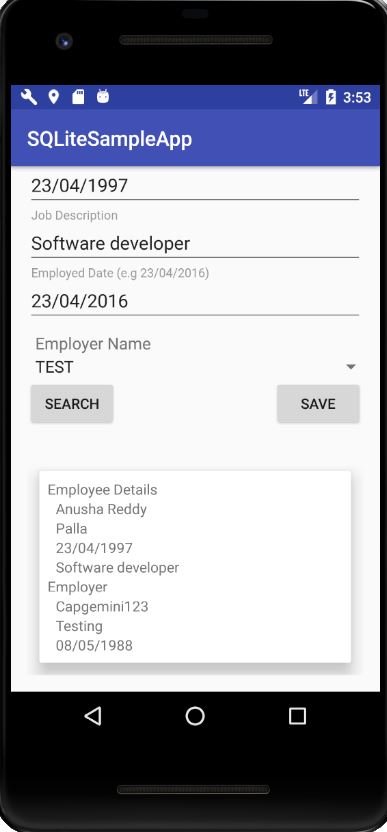 LTE 3:53
SQLiteSampleApp
23/04/1997
Job Description
Software developer
Employed Date (e.g 23/04/2016)
23/04/2016
Employer Name
TEST
SEARCH SAVE
Employee Details
Anusha Reddy
Palla
23/04/1997
Software developer
Employer
Capgemini123
Testing
08/05/1988